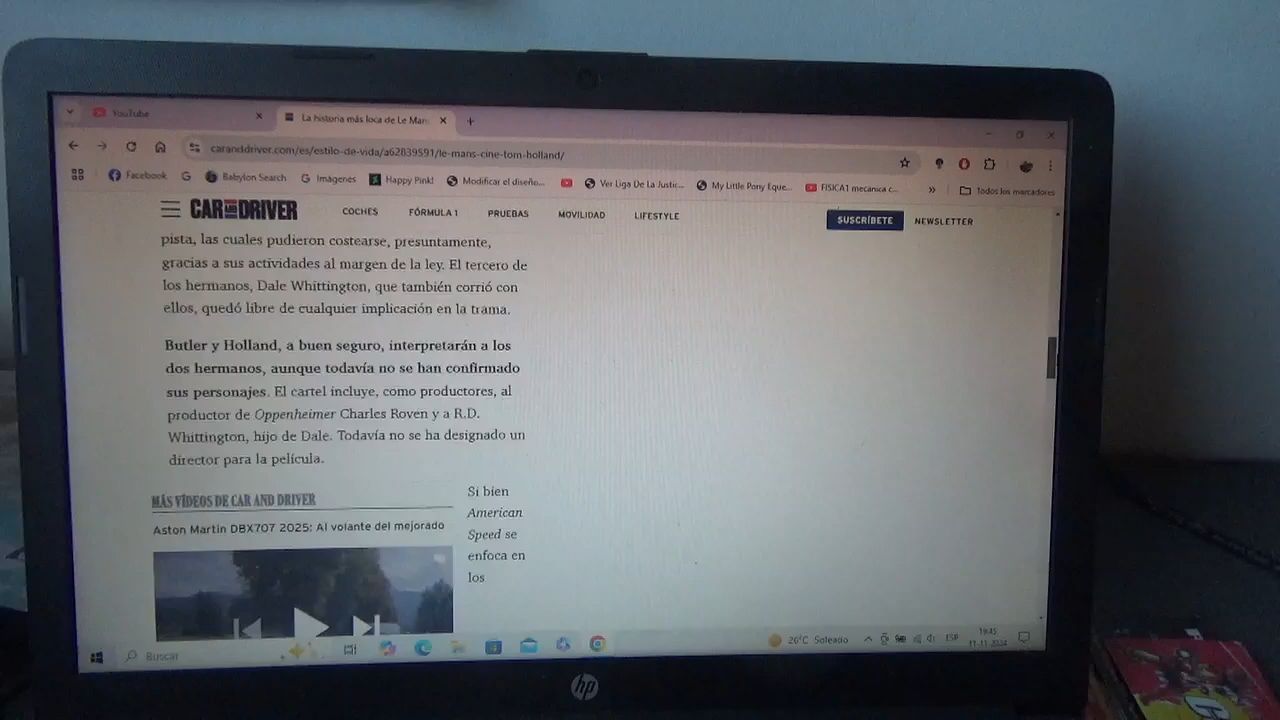 YouTube
La historia más loca de Le Man
caranddriver.com/es/estilo-de-vida/a62839591/le-mans-cine-tom-holland/
Facebook
Babylon Search
Imágenes
Happy Pink!
Modificar el diseño...
Ver Liga De La Justic...
My Little Pony Eque...
FISICA1 mecanica c...
»
Todos los marcadores
CAR AND DRIVER
COCHES
FÓRMULA 1
PRUEBAS
MOVILIDAD
LIFESTYLE
SUSCRÍBETE
NEWSLETTER
pista, las cuales pudieron costearse, presuntamente,
gracias a sus actividades al margen de la ley. El tercero de
los hermanos, Dale Whittington, que también corrió con
ellos, quedó libre de cualquier implicación en la trama.
Butler y Holland, a buen seguro, interpretarán a los
dos hermanos, aunque todavía no se han confirmado
sus personajes. El cartel incluye, como productores, al
productor de Oppenheimer Charles Roven y a R.D.
Whittington, hijo de Dale. Todavía no se ha designado un
director para la película.
MÁS VÍDEOS DE CAR AND DRIVER
Aston Martin DBX707 2025: Al volante del mejorado
Si bien
American
Speed se
enfoca en
los
Buscar
26°C Soleado
ESP
19:45
11-11-2024
hp